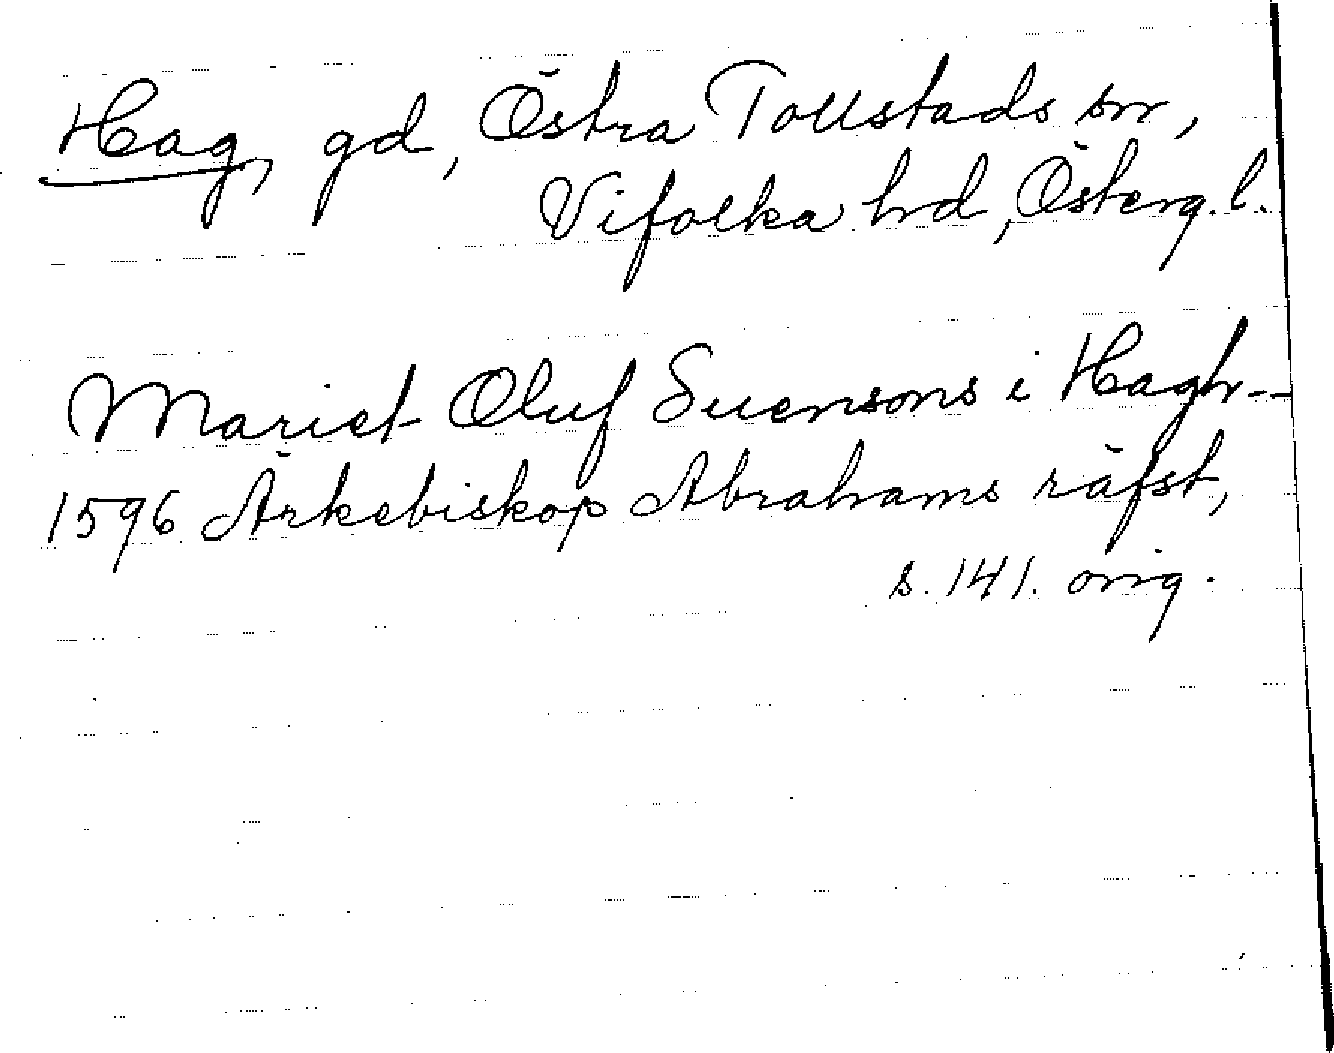 Hag, gd, Östra Tollstads sn,
Vifolka hd, Österg. l.
Mariet Oluf Suensons i Hagh--
1596 Ärkebiskop Abrahams räfst,
s. 141. orig.